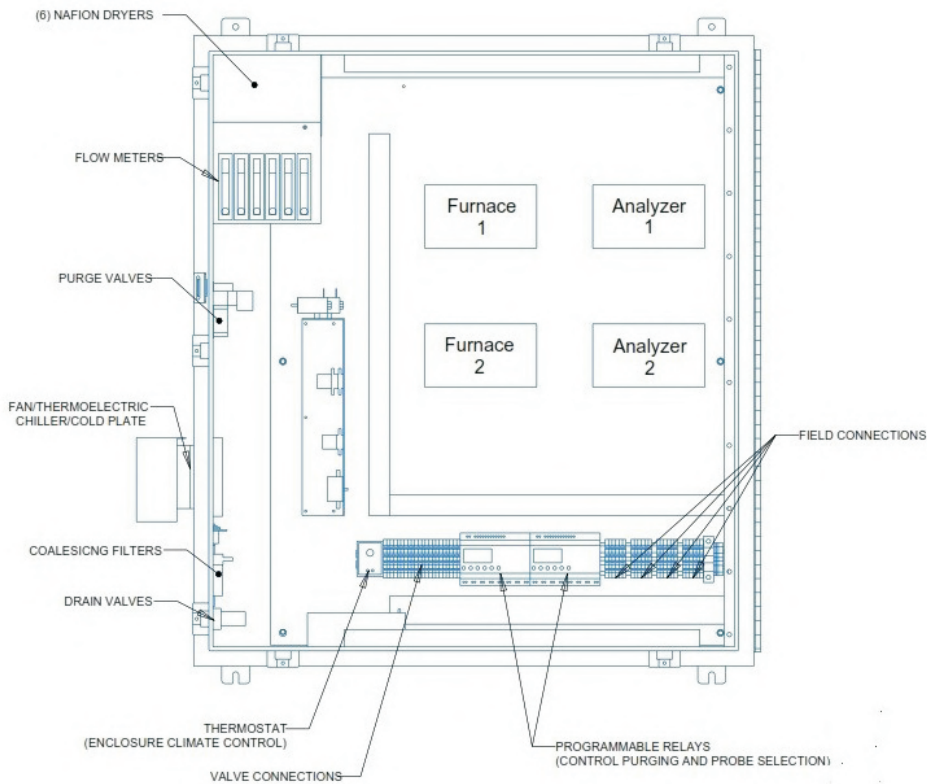 (6) NAFION DRYERS
FLOW METERS
PURGE VALVES
FAN/THERMOELECTRIC
CHILLER/COLD PLATE
COALESICNG FILTERS
DRAIN VALVES
Furnace
1
Analyzer
1
Furnace
2
Analyzer
2
FIELD CONNECTIONS
THERMOSTAT
(ENCLOSURE CLIMATE CONTROL)
VALVE CONNECTIONS
PROGRAMMABLE RELAYS
(CONTROL PURGING AND PROBE SELECTION)